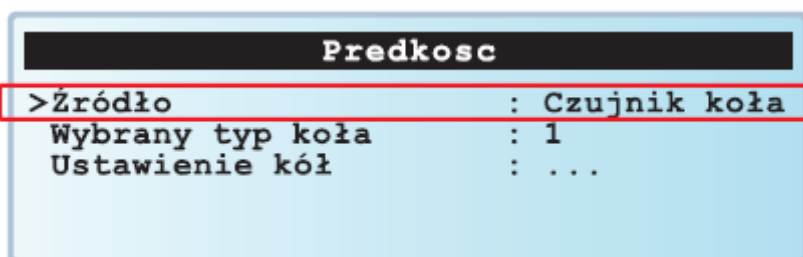 Predkosc
>Źródło : Czujnik koła
Wybrany typ koła : 1
Ustawienie kół : ...